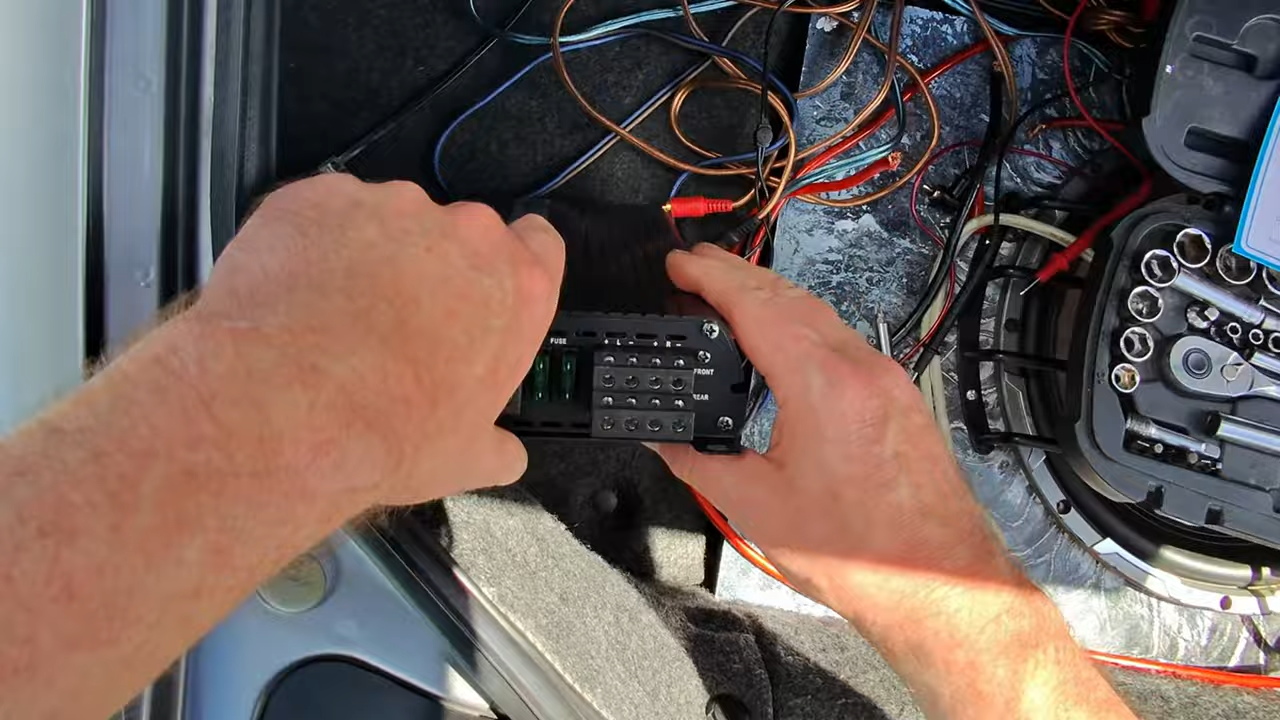 FUSE
+ L - + R -
FRONT
REAR